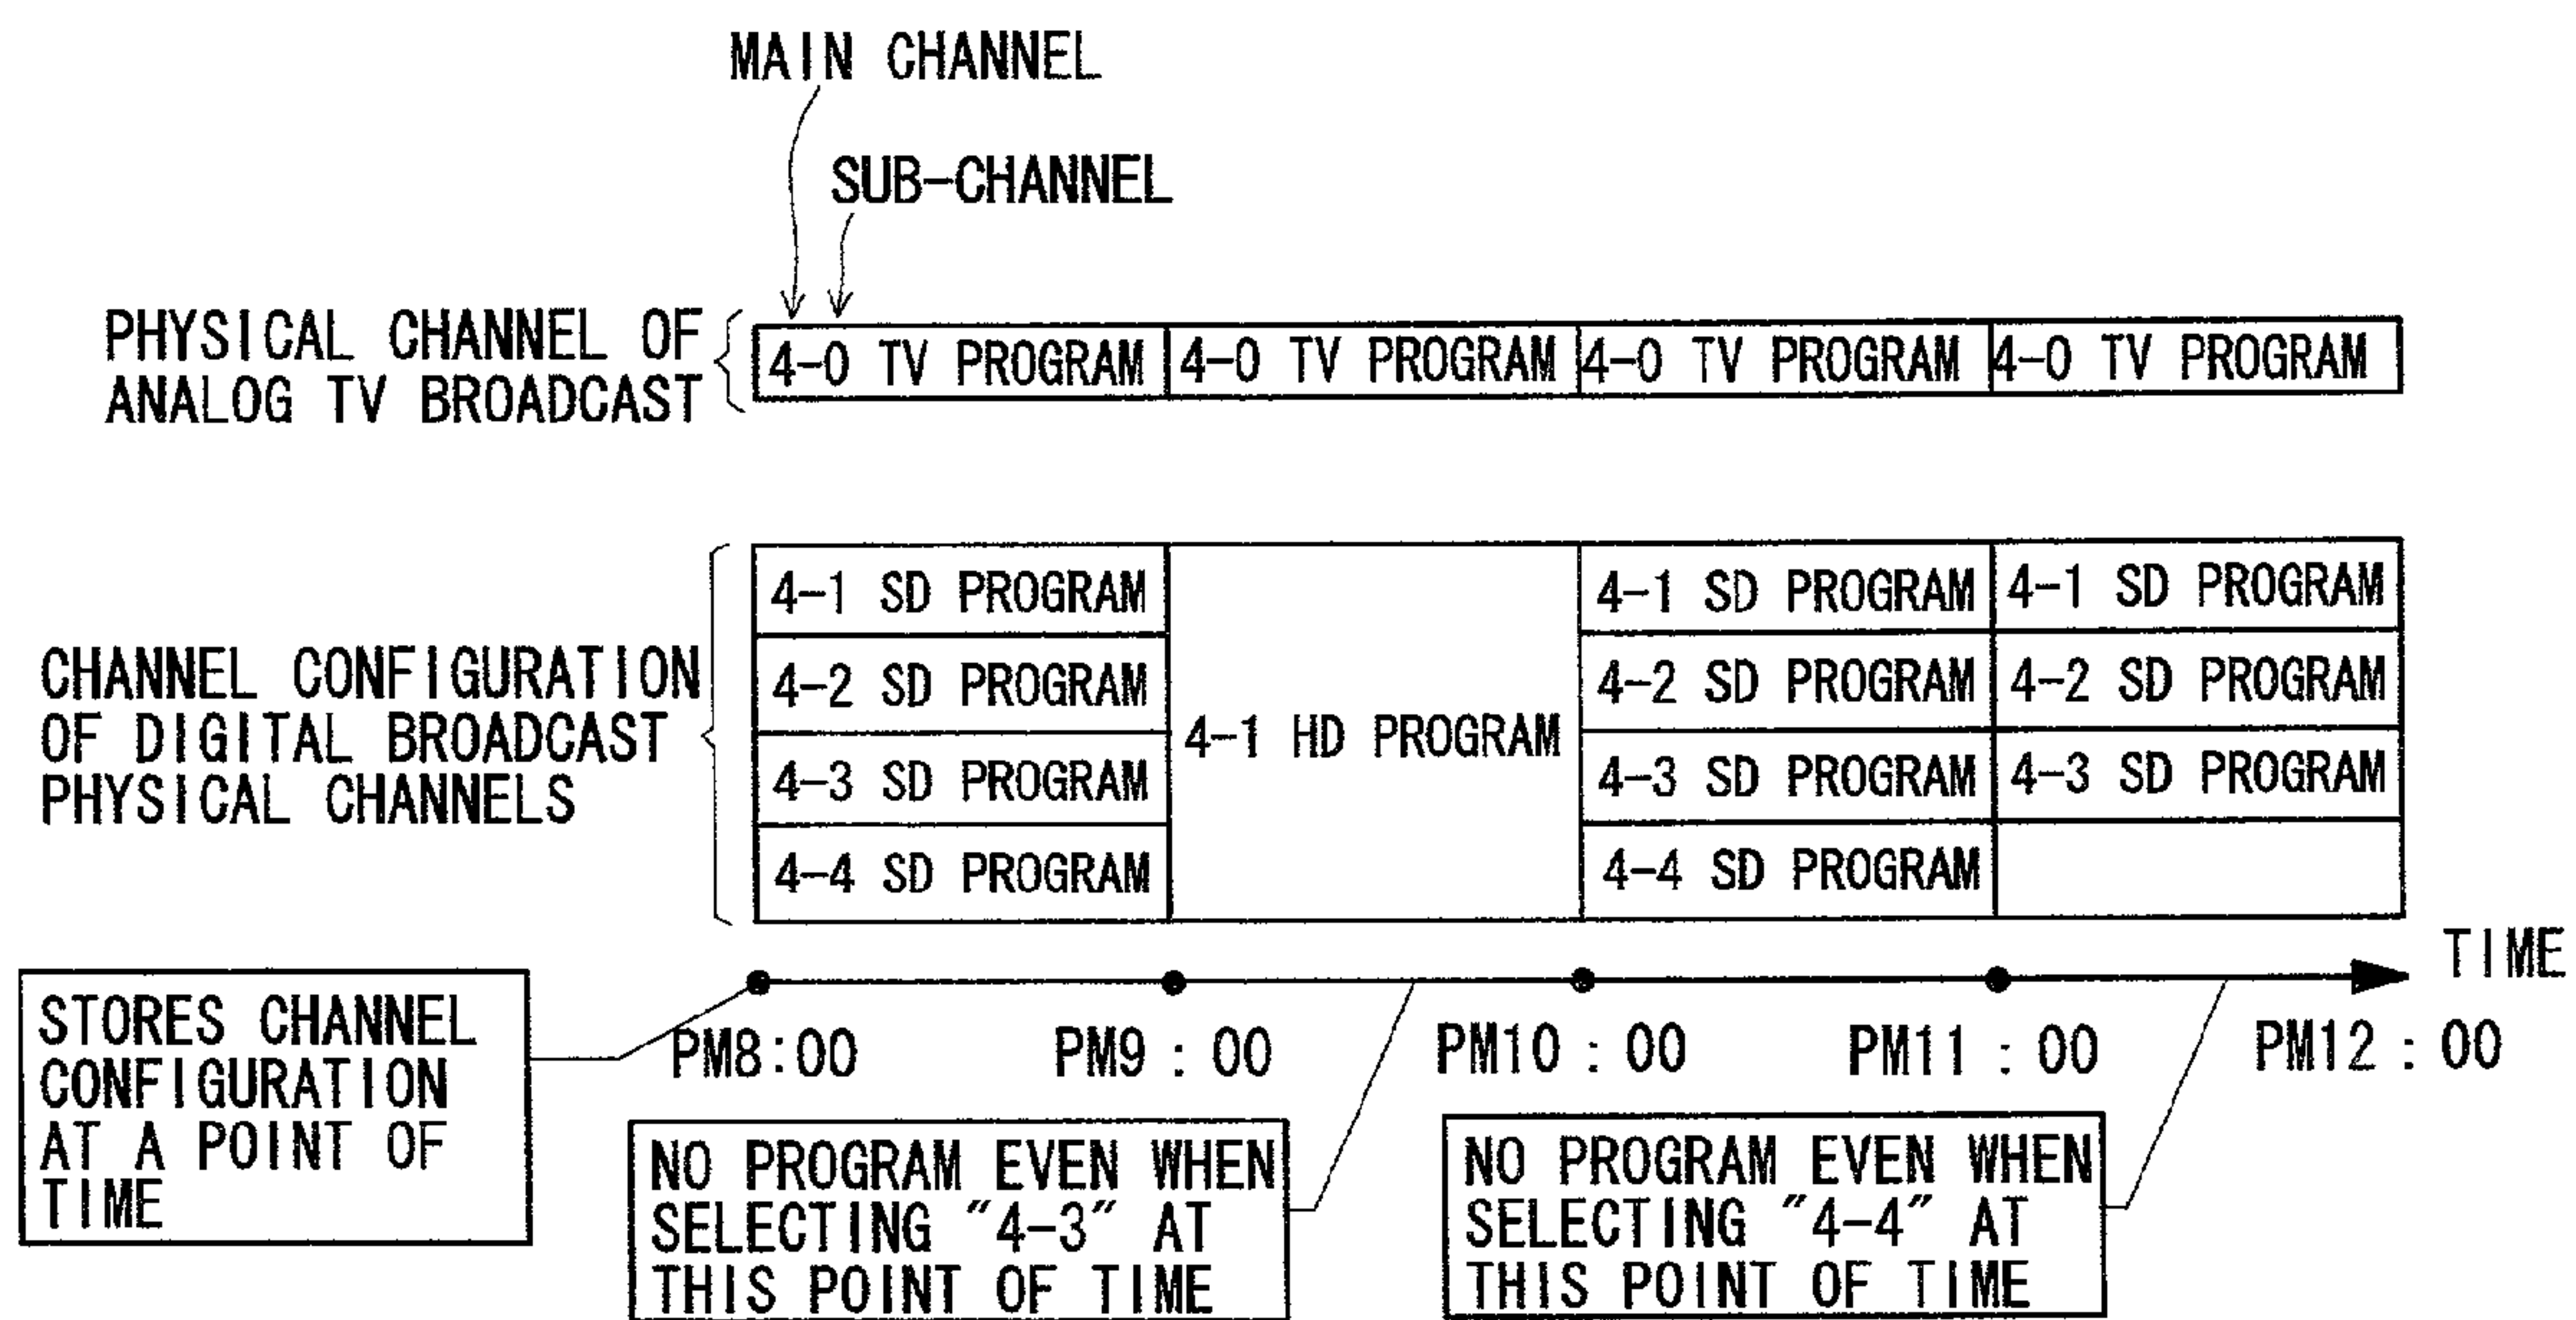 MAIN CHANNEL
SUB-CHANNEL
PHYSICAL CHANNEL OF
ANALOG TV BROADCAST
4-0 TV PROGRAM
4-0 TV PROGRAM
4-0 TV PROGRAM
4-0 TV PROGRAM
CHANNEL CONFIGURATION
OF DIGITAL BROADCAST
PHYSICAL CHANNELS
4-1 SD PROGRAM
4-2 SD PROGRAM
4-3 SD PROGRAM
4-4 SD PROGRAM
4-1 HD PROGRAM
4-1 SD PROGRAM
4-2 SD PROGRAM
4-3 SD PROGRAM
4-4 SD PROGRAM
4-1 SD PROGRAM
4-2 SD PROGRAM
4-3 SD PROGRAM
TIME
PM8:00
PM9:00
PM10:00
PM11:00
PM12:00
STORES CHANNEL
CONFIGURATION
AT A POINT OF
TIME
NO PROGRAM EVEN WHEN
SELECTING "4-3" AT
THIS POINT OF TIME
NO PROGRAM EVEN WHEN
SELECTING "4-4" AT
THIS POINT OF TIME